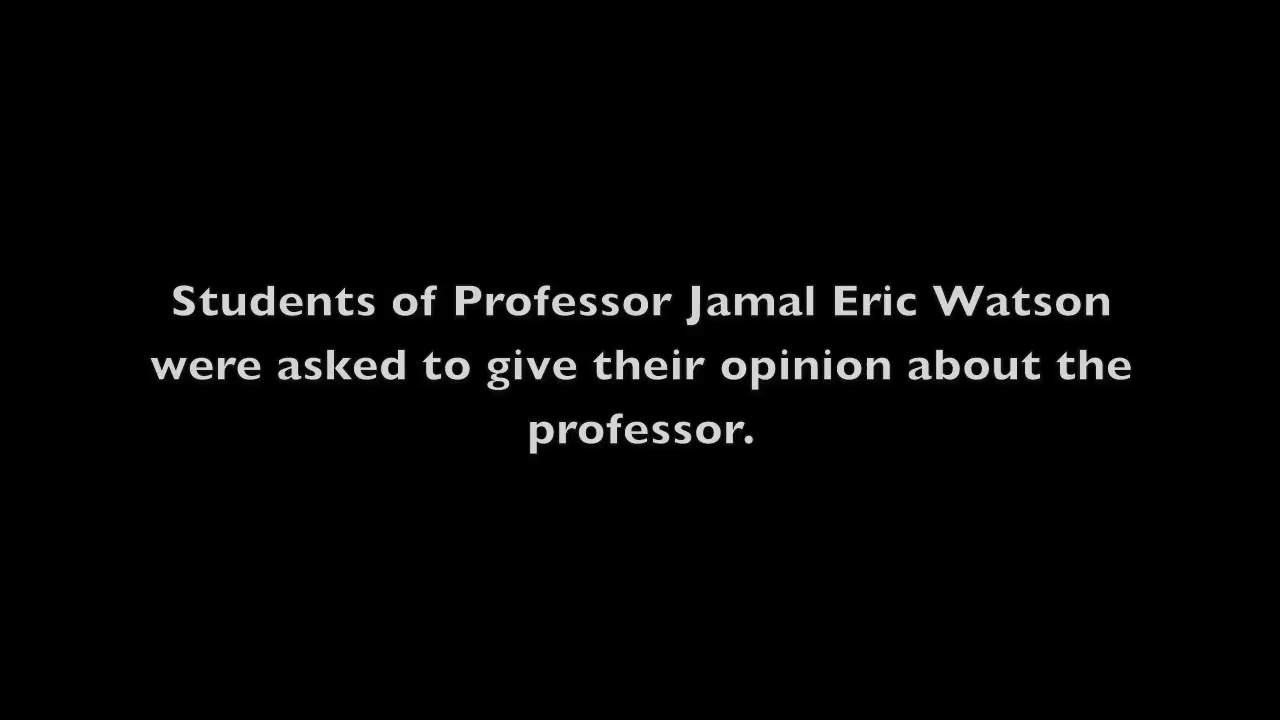 Students of Professor Jamal Eric Watson
were asked to give their opinion about the
professor.